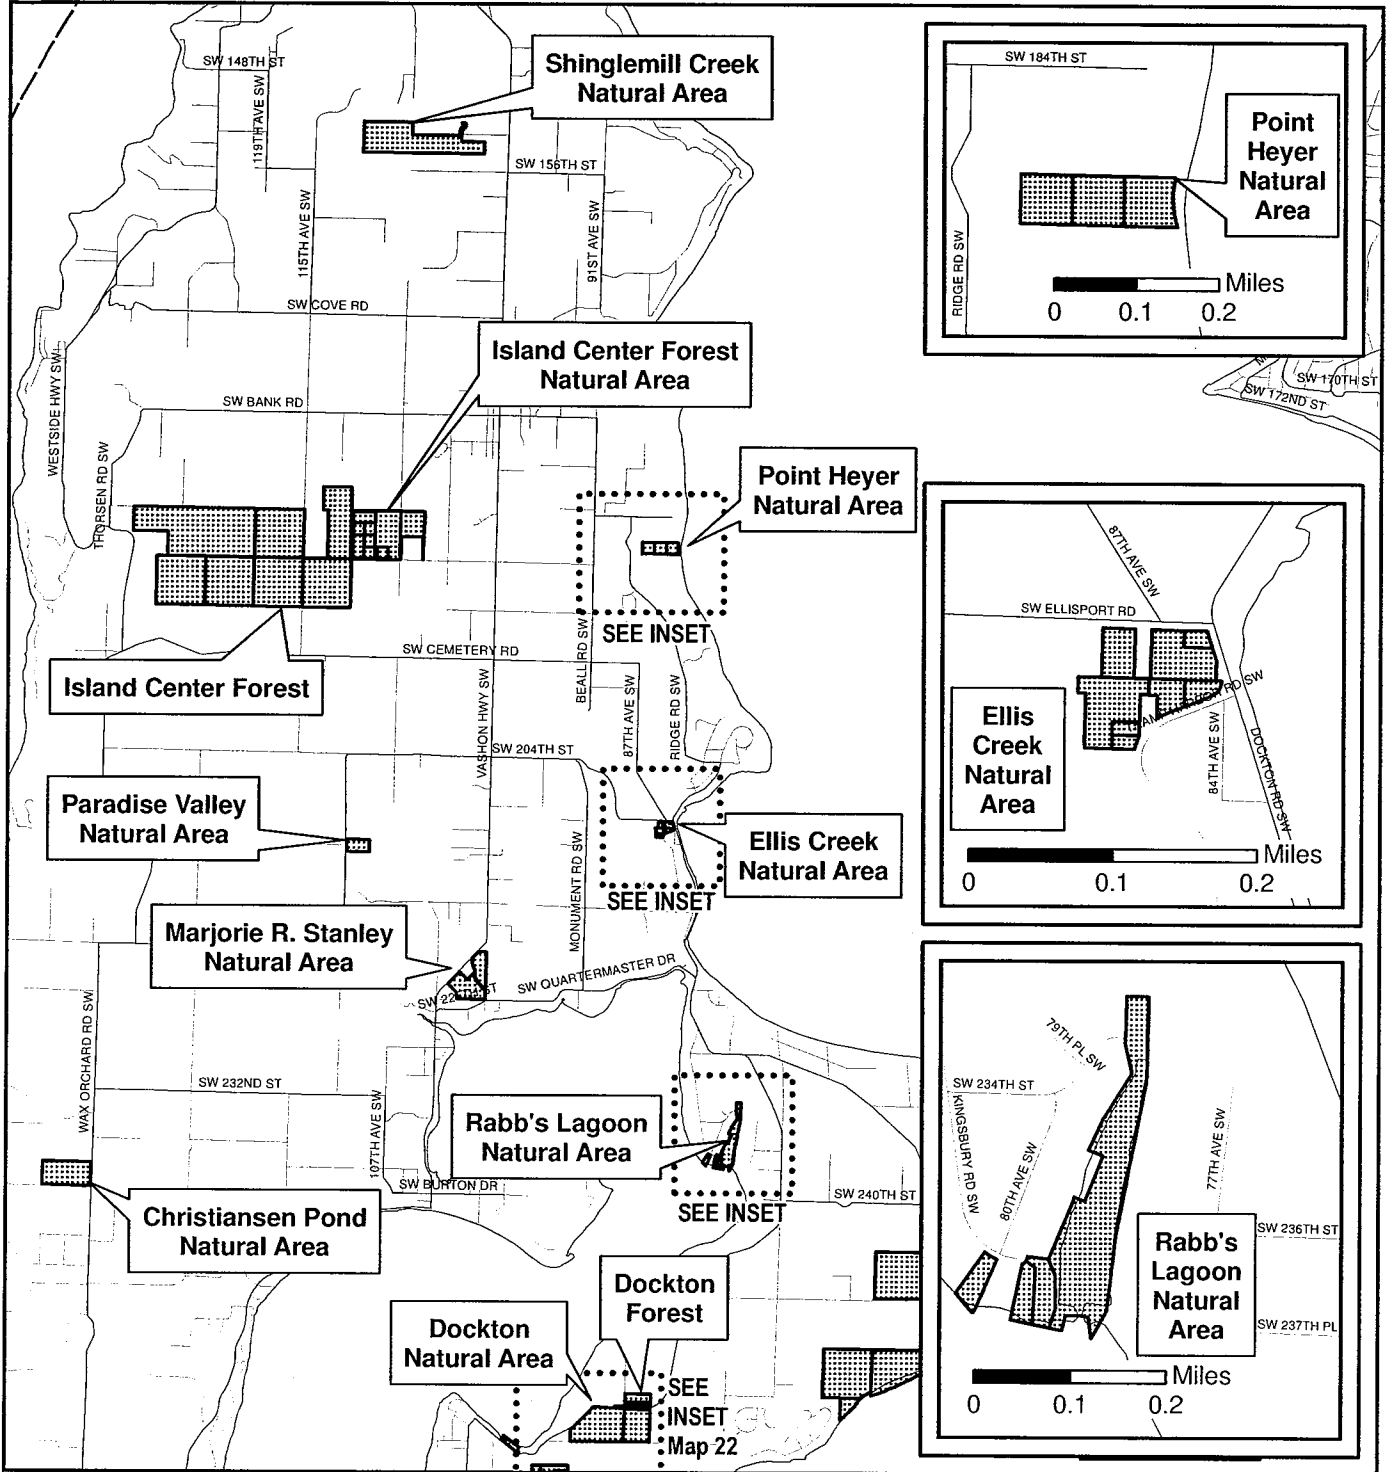 SW 148TH ST
119TH AVE SW
Shinglemill Creek
Natural Area
SW 156TH ST
115TH AVE SW
91ST AVE SW
SW COVE RD
WESTSIDE HWY SW
Island Center Forest
Natural Area
SW BANK RD
THORSEN RD SW
Point Heyer
Natural Area
SEE INSET
BEALL RD SW
SW CEMETERY RD
Island Center Forest
VASHON HWY SW
87TH AVE SW
RIDGE RD SW
SW 204TH ST
Paradise Valley
Natural Area
Ellis Creek
Natural Area
SEE INSET
MONUMENT RD SW
Marjorie R. Stanley
Natural Area
SW QUARTERMASTER DR
WAX ORCHARD RD SW
SW 232ND ST
107TH AVE SW
Rabb's Lagoon
Natural Area
SW BURTON DR
SW 240TH ST
SEE INSET
Christiansen Pond
Natural Area
Dockton
Forest
Dockton
Natural Area
SEE
INSET
Map 22
SW 184TH ST
Point
Heyer
Natural
Area
RIDGE RD SW
Miles
0 0.1 0.2
SW 170TH ST
SW 172ND ST
87TH AVE SW
SW ELLISPORT RD
RD SW
Ellis
Creek
Natural
Area
84TH AVE SW
DOCKTON RD SW
Miles
0 0.1 0.2
79TH PL SW
SW 234TH ST
KINGSBURY RD SW
80TH AVE SW
77TH AVE SW
SW 236TH ST
Rabb's
Lagoon
Natural
Area
SW 237TH PL
Miles
0 0.1 0.2